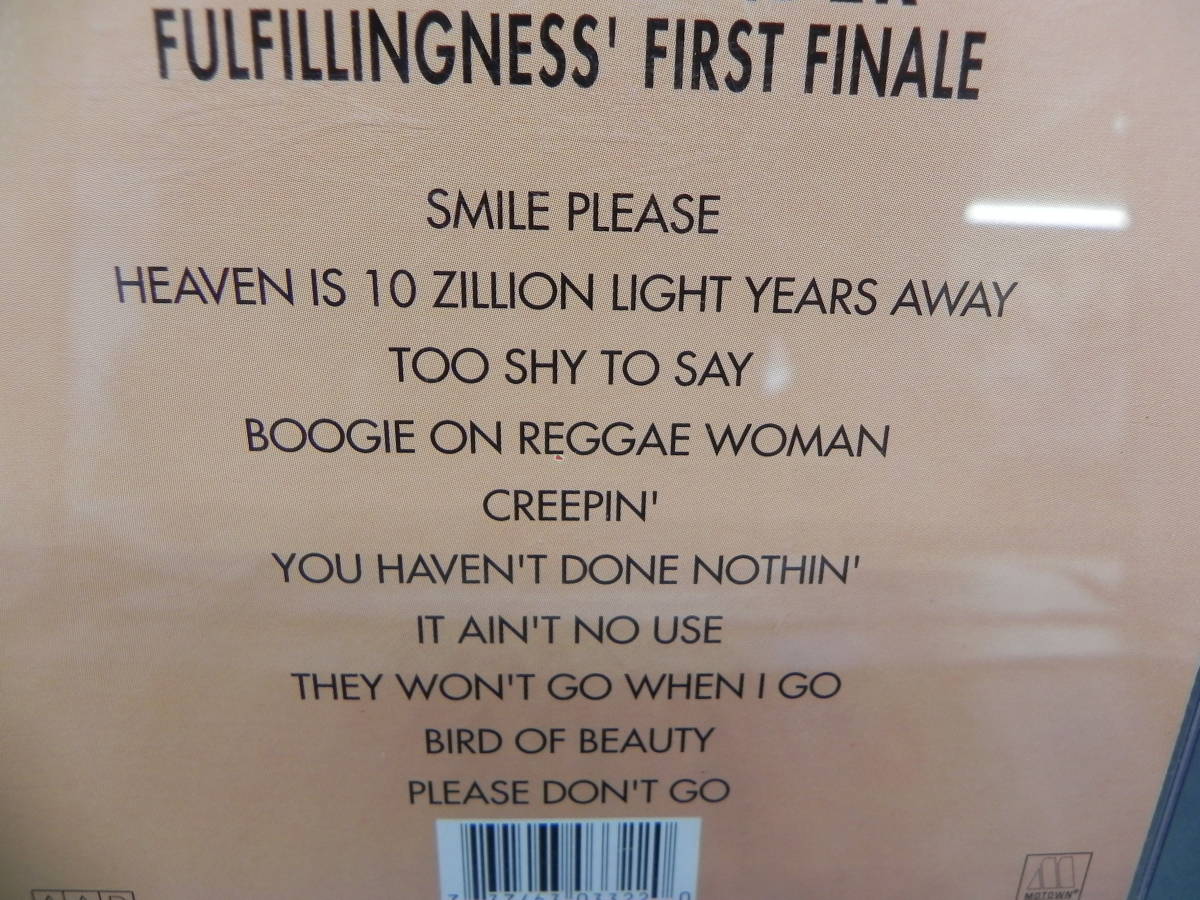 FULFILLINGNESS' FIRST FINALE
SMILE PLEASE
HEAVEN IS 10 ZILLION LIGHT YEARS AWAY
TOO SHY TO SAY
BOOGIE ON REGGAE WOMAN
CREEPIN'
YOU HAVEN'T DONE NOTHIN'
IT AIN'T NO USE
THEY WON'T GO WHEN I GO
BIRD OF BEAUTY
PLEASE DON'T GO
AAD
MOTOWN